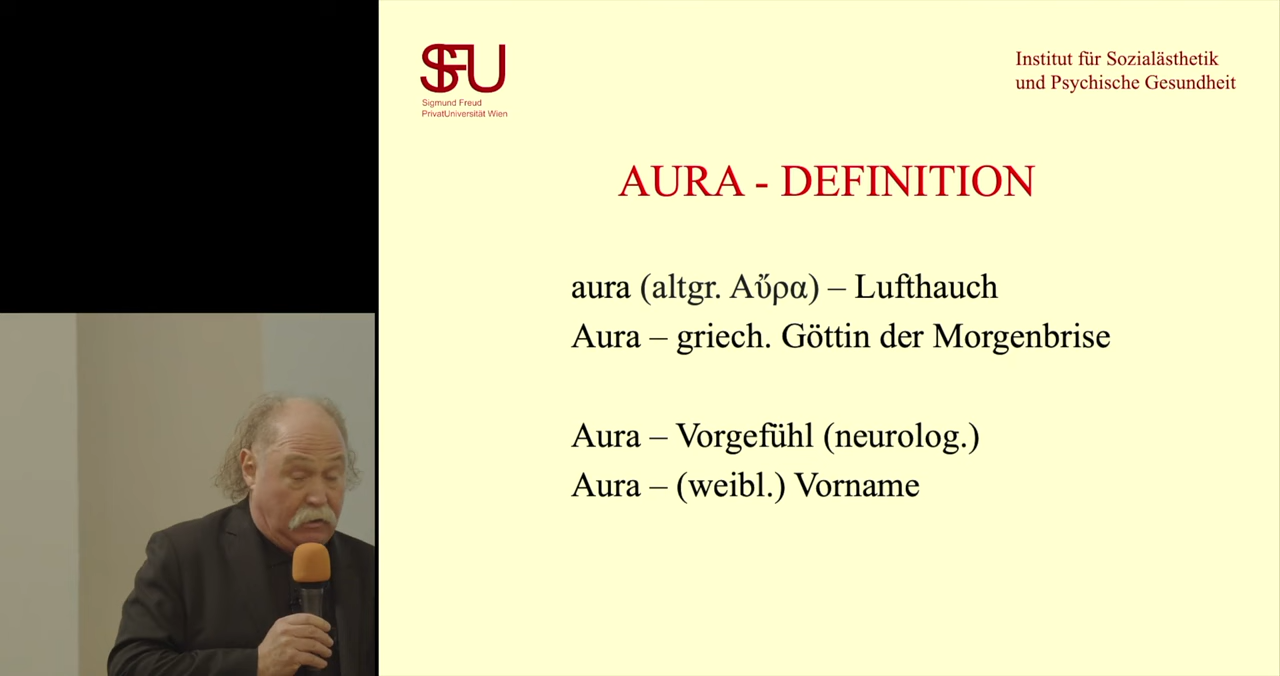 SFU
Sigmund Freud
PrivatUniversität Wien
Institut für Sozialästhetik
und Psychische Gesundheit
AURA - DEFINITION
aura (altgr. Αὔρα) – Lufthauch
Aura – griech. Göttin der Morgenbrise
Aura – Vorgefühl (neurolog.)
Aura – (weibl.) Vorname